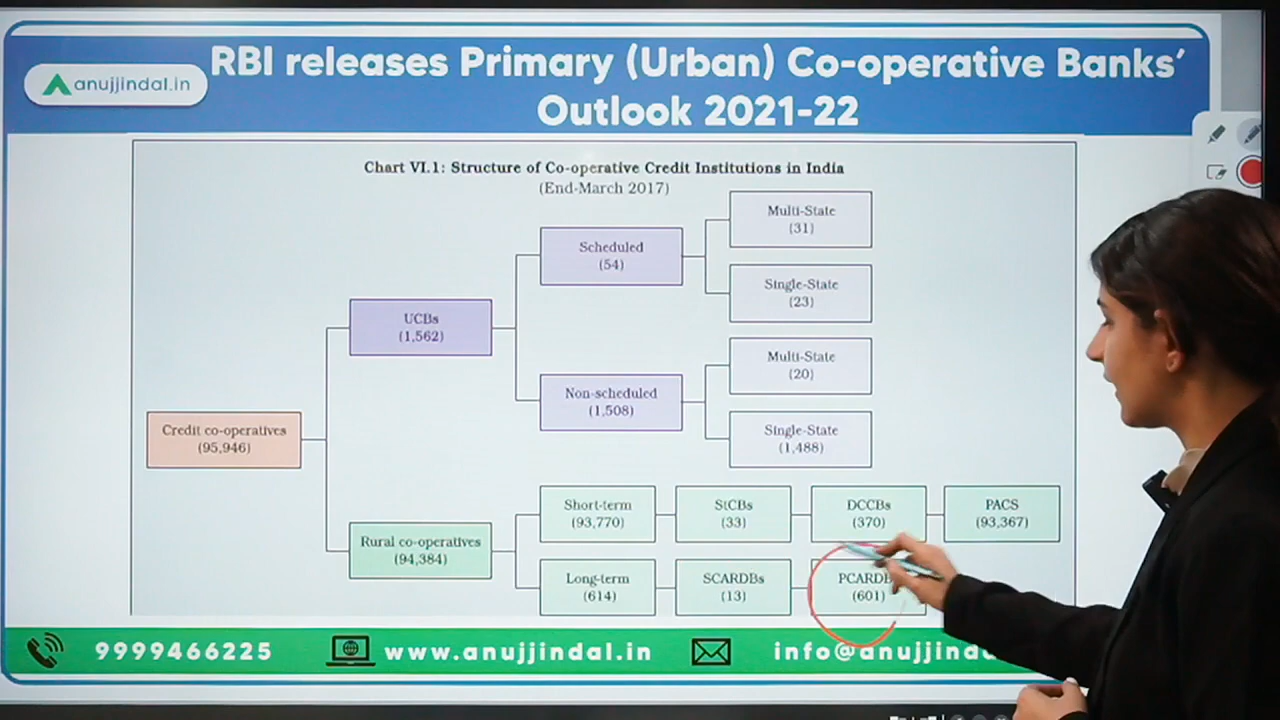 RBI releases Primary (Urban) Co-operative Banks’
anujjindal.in
Outlook 2021-22
Chart VI.1: Structure of Co-operative Credit Institutions in India
(End-March 2017)
Multi-State
(31)
Scheduled
(54)
Single-State
(23)
UCBs
(1,562)
Multi-State
(20)
Non-scheduled
(1,508)
Single-State
(1,488)
Credit co-operatives
(95,946)
Short-term
(93,770)
StCBs
(33)
DCCBs
(370)
PACS
(93,367)
Rural co-operatives
(94,384)
Long-term
(614)
SCARDBs
(13)
PCARDB
(601)
9999466225
www.anujjindal.in